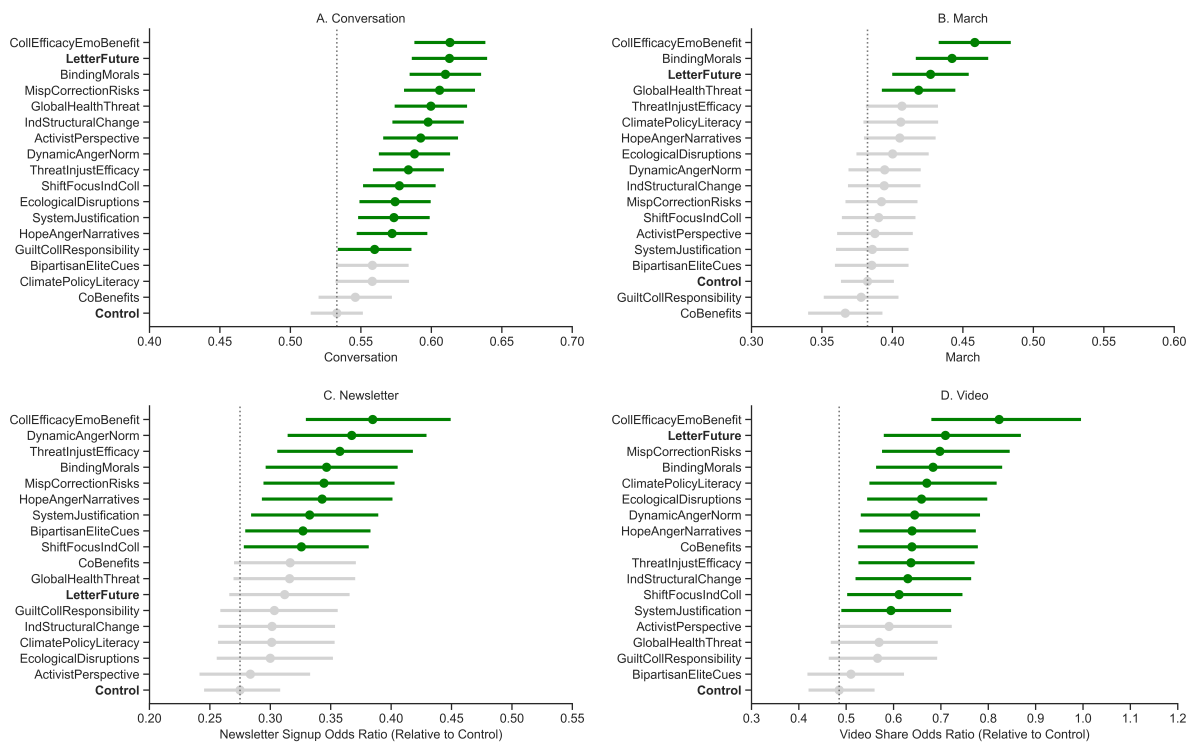 A. Conversation
CollEfficacyEmoBenefit
LetterFuture
BindingMorals
MispCorrectionRisks
GlobalHealthThreat
IndStructuralChange
ActivistPerspective
DynamicAngerNorm
ThreatInjustEfficacy
ShiftFocusIndColl
EcologicalDisruptions
SystemJustification
HopeAngerNarratives
GuiltCollResponsibility
BipartisanEliteCues
ClimatePolicyLiteracy
CoBenefits
Control
0.40 0.45 0.50 0.55 0.60 0.65 0.70
Conversation
B. March
CollEfficacyEmoBenefit
BindingMorals
LetterFuture
GlobalHealthThreat
ThreatInjustEfficacy
ClimatePolicyLiteracy
HopeAngerNarratives
EcologicalDisruptions
DynamicAngerNorm
IndStructuralChange
MispCorrectionRisks
ShiftFocusIndColl
ActivistPerspective
SystemJustification
BipartisanEliteCues
Control
GuiltCollResponsibility
CoBenefits
0.30 0.35 0.40 0.45 0.50 0.55 0.60
March
C. Newsletter
CollEfficacyEmoBenefit
DynamicAngerNorm
ThreatInjustEfficacy
BindingMorals
MispCorrectionRisks
HopeAngerNarratives
SystemJustification
BipartisanEliteCues
ShiftFocusIndColl
CoBenefits
GlobalHealthThreat
LetterFuture
GuiltCollResponsibility
IndStructuralChange
ClimatePolicyLiteracy
EcologicalDisruptions
ActivistPerspective
Control
0.20 0.25 0.30 0.35 0.40 0.45 0.50 0.55
Newsletter Signup Odds Ratio (Relative to Control)
D. Video
CollEfficacyEmoBenefit
LetterFuture
MispCorrectionRisks
BindingMorals
ClimatePolicyLiteracy
EcologicalDisruptions
DynamicAngerNorm
HopeAngerNarratives
CoBenefits
ThreatInjustEfficacy
IndStructuralChange
ShiftFocusIndColl
SystemJustification
ActivistPerspective
GlobalHealthThreat
GuiltCollResponsibility
BipartisanEliteCues
Control
0.3 0.4 0.5 0.6 0.7 0.8 0.9 1.0 1.1 1.2
Video Share Odds Ratio (Relative to Control)